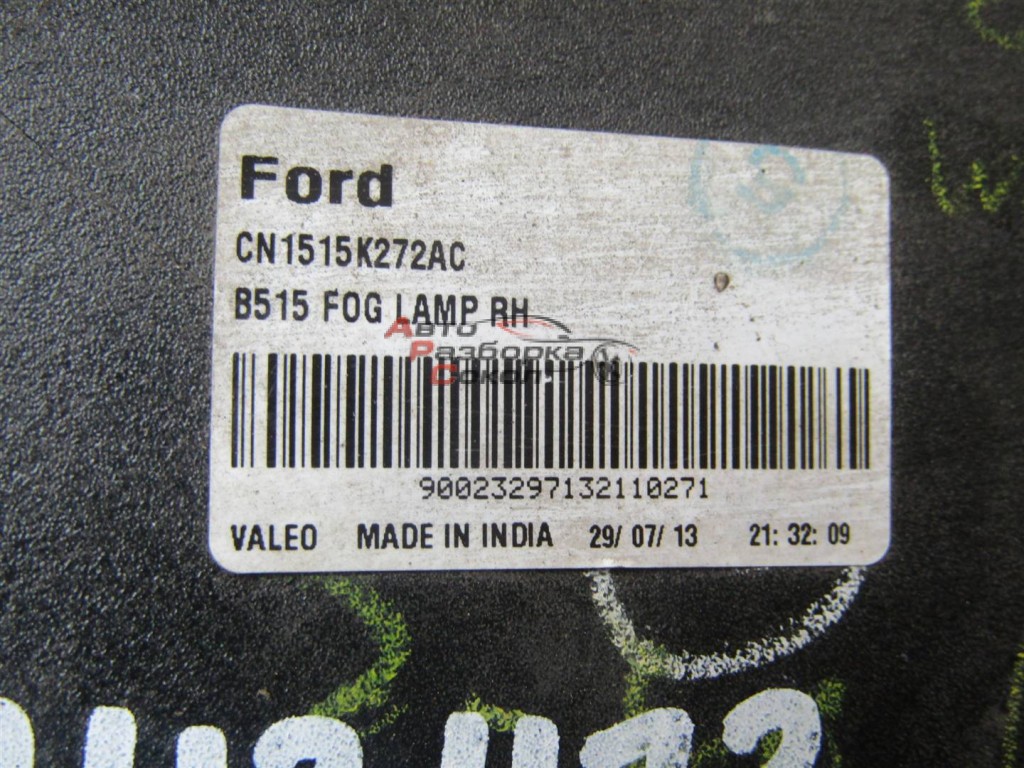 Ford
CN1515K272AC
B515 FOG LAMP RH
Авто
Разборка
Сокол
90023297132110271
VALEO MADE IN INDIA 29/ 07/ 13 21: 32: 09